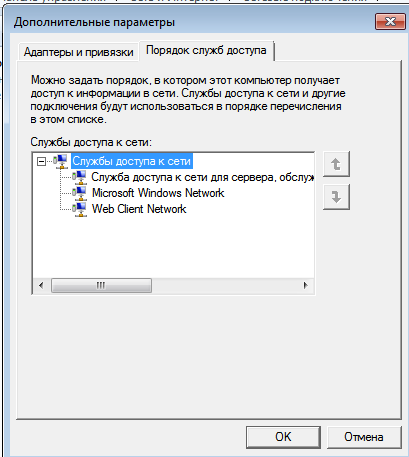 Дополнительные параметры
Адаптеры и привязки
Порядок служб доступа
Можно задать порядок, в котором этот компьютер получает
доступ к информации в сети. Службы доступа к сети и другие
подключения будут использоваться в порядке перечисления
в этом списке.
Службы доступа к сети:
Службы доступа к сети
Служба доступа к сети для сервера, обслуж
Microsoft Windows Network
Web Client Network
OK
Отмена